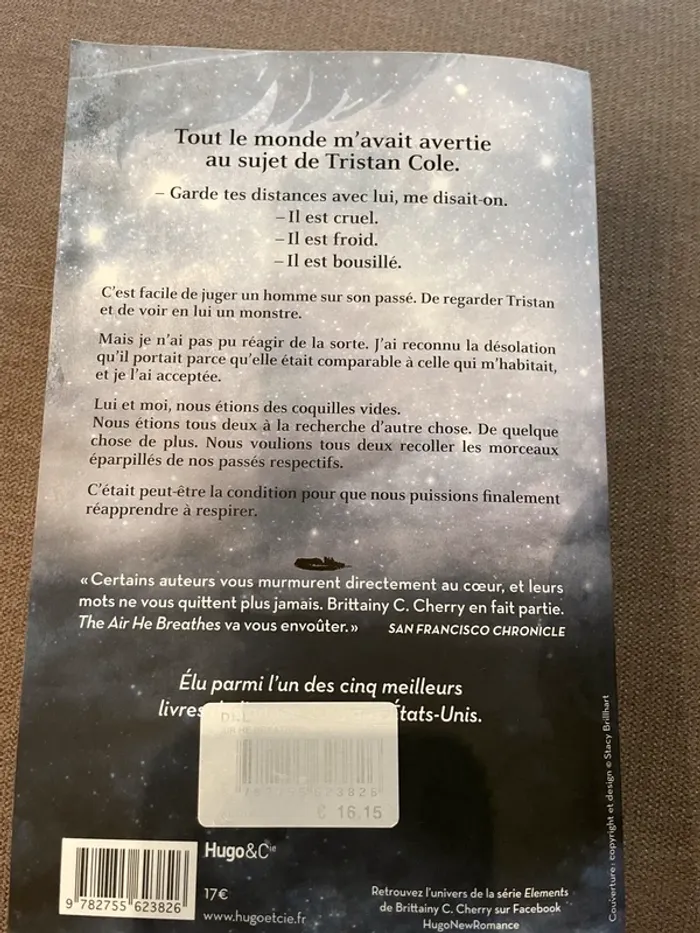 Tout le monde m'avait avertie
au sujet de Tristan Cole.
– Garde tes distances avec lui, me disait-on.
– Il est cruel.
– Il est froid.
– Il est bousillé.
C'est facile de juger un homme sur son passé. De regarder Tristan
et de voir en lui un monstre.
Mais je n'ai pas pu réagir de la sorte. J'ai reconnu la désolation
qu'il portait parce qu'elle était comparable à celle qui m'habitait,
et je l'ai acceptée.
Lui et moi, nous étions des coquilles vides.
Nous étions tous deux à la recherche d'autre chose. De quelque
chose de plus. Nous voulions tous deux recoller les morceaux
éparpillés de nos passés respectifs.
C'était peut-être la condition pour que nous puissions finalement
réapprendre à respirer.
« Certains auteurs vous murmurent directement au cœur, et leurs
mots ne vous quittent plus jamais. Brittainy C. Cherry en fait partie.
The Air He Breathes va vous envoûter. » SAN FRANCISCO CHRONICLE
Élu parmi l'un des cinq meilleurs
livres États-Unis.
€ 16,15
Hugo&Cie
17€
www.hugoetcie.fr
9 782755 623826
Retrouvez l'univers de la série Elements
de Brittainy C. Cherry sur Facebook
HugoNewRomance
Couverture : copyright et design © Stacy Brillhart